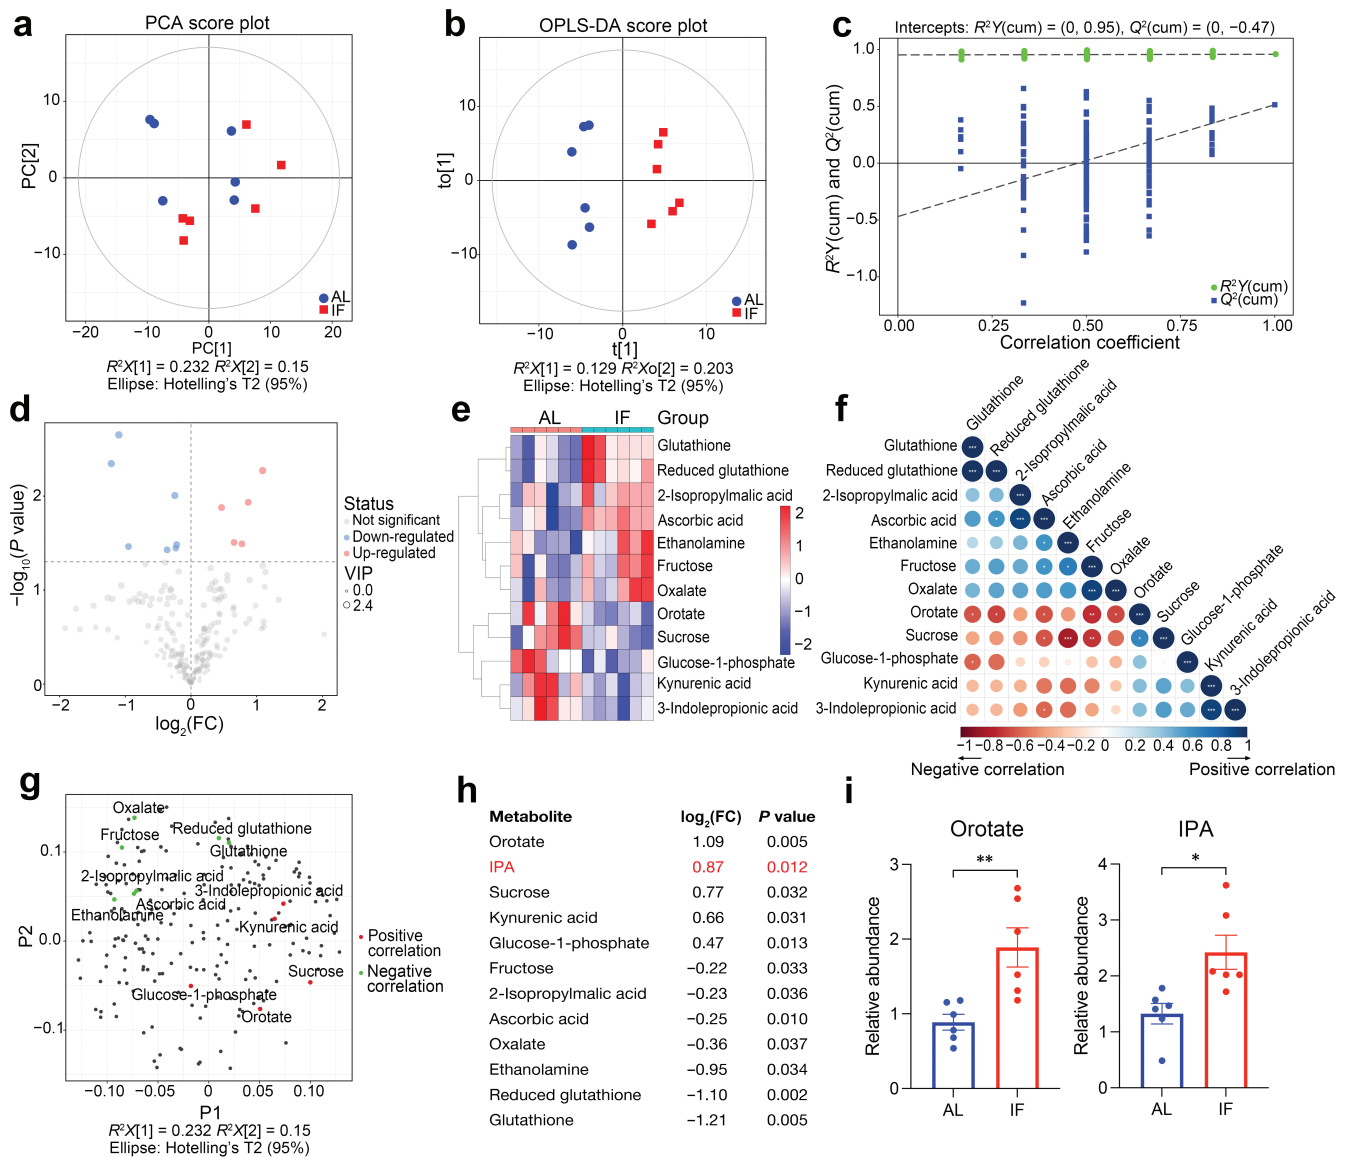 a
PCA score plot
PC[2]
10
0
−10
−20
−10
0
10
20
AL
IF
PC[1]
R²X[1] = 0.232 R²X[2] = 0.15
Ellipse: Hotelling's T2 (95%)
b
OPLS-DA score plot
to[1]
10
0
−10
−10
0
10
AL
IF
t[1]
R²X[1] = 0.129 R²Xo[2] = 0.203
Ellipse: Hotelling's T2 (95%)
c
Intercepts: R²Y(cum) = (0, 0.95), Q²(cum) = (0, −0.47)
R²Y(cum) and Q²(cum)
1.0
0.5
0.0
−0.5
−1.0
R²Y(cum)
Q²(cum)
0.00
0.25
0.50
0.75
1.00
Correlation coefficient
d
−log₁₀(P value)
2
1
0
−2
−1
0
1
2
log₂(FC)
Status
Not significant
Down-regulated
Up-regulated
VIP
0.0
2.4
e
AL
IF
Group
Glutathione
Reduced glutathione
2-Isopropylmalic acid
Ascorbic acid
Ethanolamine
Fructose
Oxalate
Orotate
Sucrose
Glucose-1-phosphate
Kynurenic acid
3-Indolepropionic acid
2
1
0
−1
−2
f
Glutathione
Reduced glutathione
2-Isopropylmalic acid
Ascorbic acid
Ethanolamine
Fructose
Oxalate
Orotate
Sucrose
Glucose-1-phosphate
Kynurenic acid
3-Indolepropionic acid
Glutathione
Reduced glutathione
2-Isopropylmalic acid
Ascorbic acid
Ethanolamine
Fructose
Oxalate
Orotate
Sucrose
Glucose-1-phosphate
Kynurenic acid
3-Indolepropionic acid
−1 −0.8 −0.6 −0.4 −0.2 0 0.2 0.4 0.6 0.8 1
Negative correlation
Positive correlation
g
P2
0.1
0.0
−0.1
Oxalate
Fructose
Reduced glutathione
Glutathione
2-Isopropylmalic acid
3-Indolepropionic acid
Ascorbic acid
Ethanolamine
Kynurenic acid
Sucrose
Glucose-1-phosphate
Orotate
Positive
correlation
Negative
correlation
−0.10
−0.05
0
0.05
0.10
P1
R²X[1] = 0.232 R²X[2] = 0.15
Ellipse: Hotelling's T2 (95%)
h
Metabolite log₂(FC) P value
Orotate 1.09 0.005
IPA 0.87 0.012
Sucrose 0.77 0.032
Kynurenic acid 0.66 0.031
Glucose-1-phosphate 0.47 0.013
Fructose −0.22 0.033
2-Isopropylmalic acid −0.23 0.036
Ascorbic acid −0.25 0.010
Oxalate −0.36 0.037
Ethanolamine −0.95 0.034
Reduced glutathione −1.10 0.002
Glutathione −1.21 0.005
i
Orotate
Relative abundance
3
2
1
0
**
AL
IF
IPA
Relative abundance
4
3
2
1
0
*
AL
IF